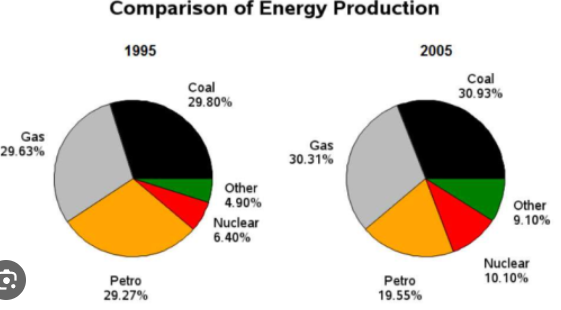 Comparison of Energy Production
1995
2005
Coal
29.80%
Gas
29.63%
Other
4.90%
Nuclear
6.40%
Petro
29.27%
Coal
30.93%
Gas
30.31%
Other
9.10%
Nuclear
10.10%
Petro
19.55%